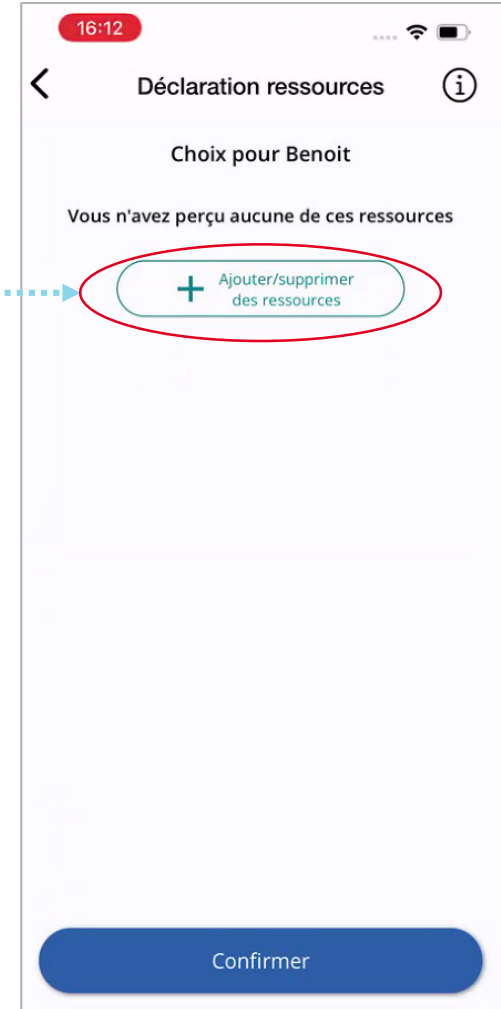 16:12
Déclaration ressources
Choix pour Benoit
Vous n'avez perçu aucune de ces ressources
Ajouter/supprimer
des ressources
Confirmer